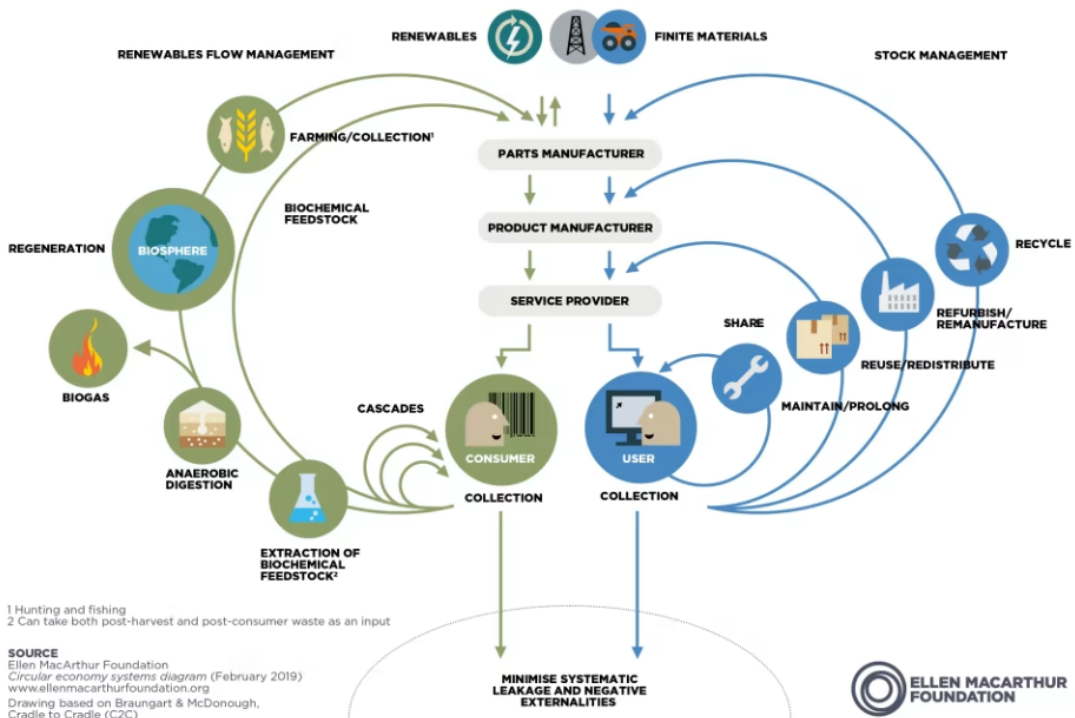 RENEWABLES
FINITE MATERIALS
RENEWABLES FLOW MANAGEMENT
STOCK MANAGEMENT
FARMING/COLLECTION¹
PARTS MANUFACTURER
BIOCHEMICAL
FEEDSTOCK
PRODUCT MANUFACTURER
REGENERATION
BIOSPHERE
RECYCLE
SERVICE PROVIDER
SHARE
REFURBISH/
REMANUFACTURE
REUSE/REDISTRIBUTE
BIOGAS
CASCADES
MAINTAIN/PROLONG
CONSUMER
USER
ANAEROBIC
DIGESTION
COLLECTION
COLLECTION
EXTRACTION OF
BIOCHEMICAL
FEEDSTOCK²
1 Hunting and fishing
2 Can take both post-harvest and post-consumer waste as an input
SOURCE
Ellen MacArthur Foundation
Circular economy systems diagram (February 2019)
www.ellenmacarthurfoundation.org
Drawing based on Braungart & McDonough,
Cradle to Cradle (C2C)
MINIMISE SYSTEMATIC
LEAKAGE AND NEGATIVE
EXTERNALITIES
ELLEN MACARTHUR
FOUNDATION